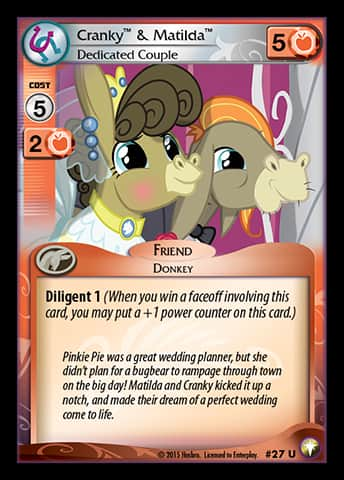 Cranky™ & Matilda™
Dedicated Couple
5
COST
5
2
FRIEND
DONKEY
Diligent 1 (When you win a faceoff involving this
card, you may put a +1 power counter on this card.)
Pinkie Pie was a great wedding planner, but she
didn't plan for a bugbear to rampage through town
on the big day! Matilda and Cranky kicked it up a
notch, and made their dream of a perfect wedding
come to life.
© 2015 Hasbro. Licensed to Enterplay. #27 U